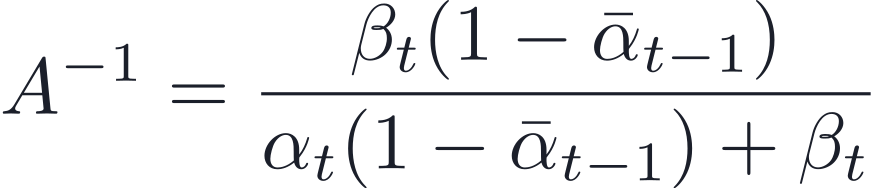 A^{-1} = \frac{\beta_t(1 - \bar{\alpha}_{t-1})}{\alpha_t(1 - \bar{\alpha}_{t-1}) + \beta_t}